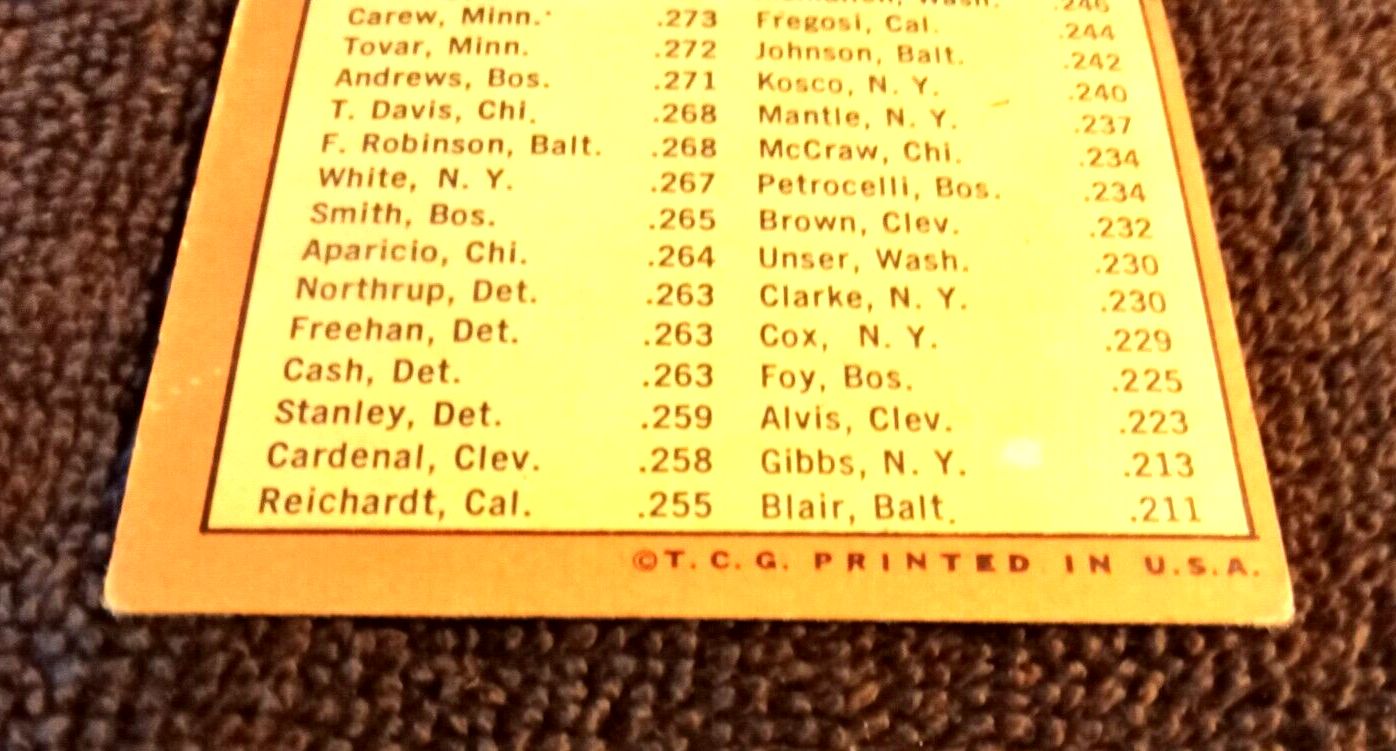 Carew, Minn. .273
Tovar, Minn. .272
Andrews, Bos. .271
T. Davis, Chi. .268
F. Robinson, Balt. .268
White, N. Y. .267
Smith, Bos. .265
Aparicio, Chi. .264
Northrup, Det. .263
Freehan, Det. .263
Cash, Det. .263
Stanley, Det. .259
Cardenal, Clev. .258
Reichardt, Cal. .255
Wash. .246
Fregosi, Cal. .244
Johnson, Balt. .242
Kosco, N. Y. .240
Mantle, N. Y. .237
McCraw, Chi. .234
Petrocelli, Bos. .234
Brown, Clev. .232
Unser, Wash. .230
Clarke, N. Y. .230
Cox, N. Y. .229
Foy, Bos. .225
Alvis, Clev. .223
Gibbs, N. Y. .213
Blair, Balt. .211
©T. C. G. PRINTED IN U.S.A.